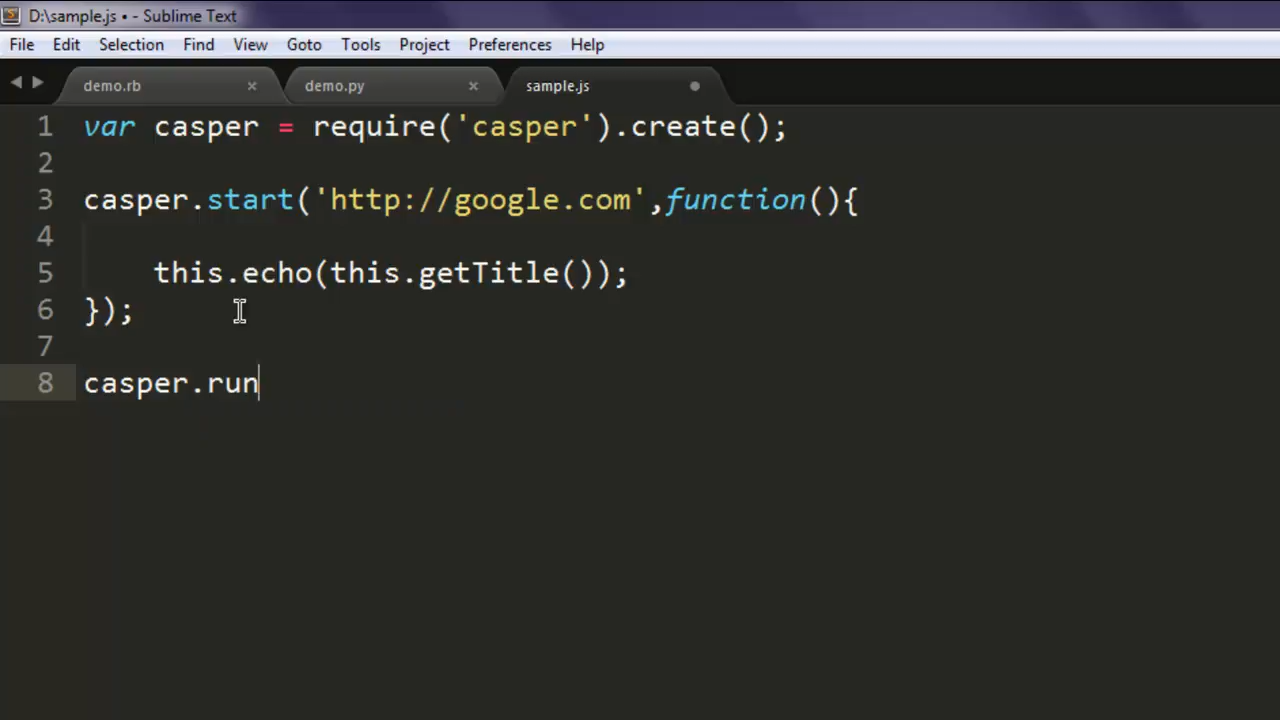 D:\sample.js • - Sublime Text
File Edit Selection Find View Goto Tools Project Preferences Help
demo.rb × demo.py × sample.js
1 var casper = require('casper').create();
2
3 casper.start('http://google.com',function(){
4
5 this.echo(this.getTitle());
6 });
7
8 casper.run